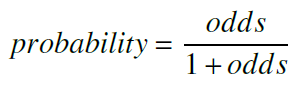 probability = odds / 1 + odds